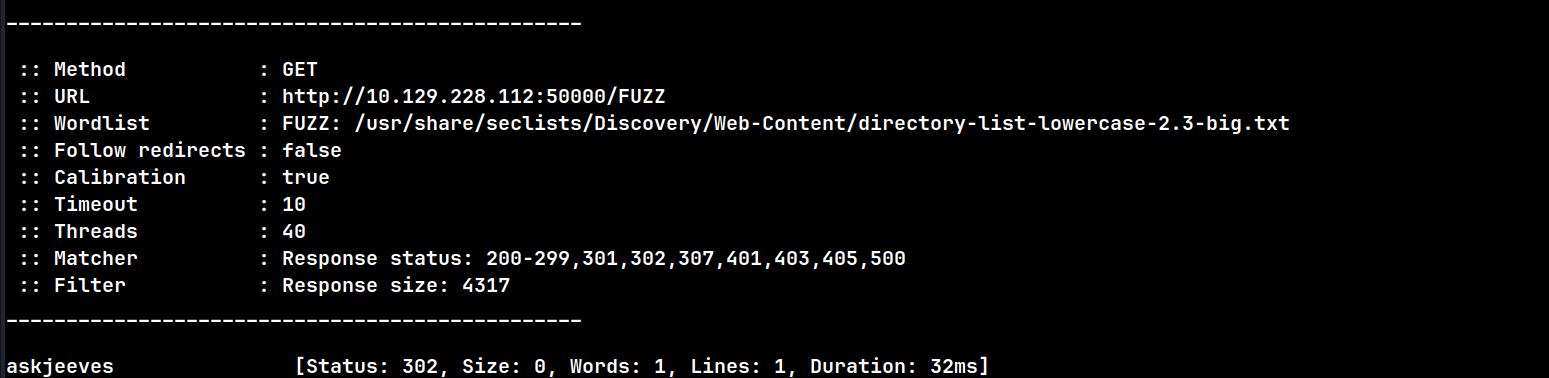 ________________________________________________
:: Method           : GET
:: URL              : http://10.129.228.112:50000/FUZZ
:: Wordlist         : FUZZ: /usr/share/seclists/Discovery/Web-Content/directory-list-lowercase-2.3-big.txt
:: Follow redirects : false
:: Calibration      : true
:: Timeout          : 10
:: Threads          : 40
:: Matcher          : Response status: 200-299,301,302,307,401,403,405,500
:: Filter           : Response size: 4317
________________________________________________
askjeeves               [Status: 302, Size: 0, Words: 1, Lines: 1, Duration: 32ms]